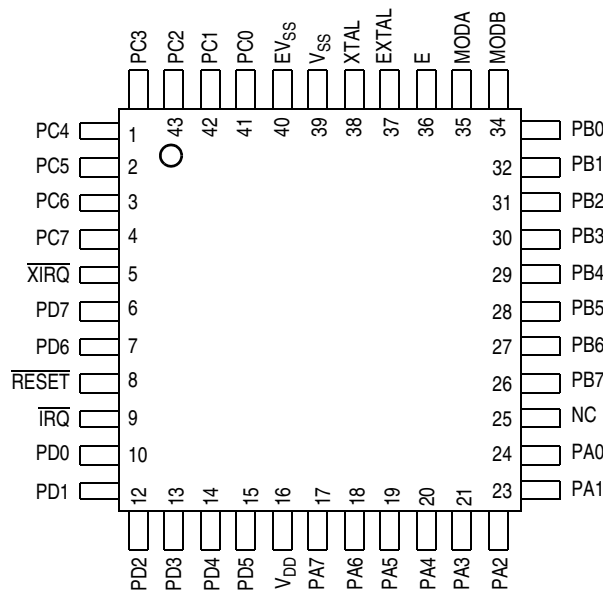 PC3
PC2
PC1
PC0
EVSS
VSS
XTAL
EXTAL
E
MODA
MODB
43
42
41
40
39
38
37
36
35
34
PC4 1
PC5 2
PC6 3
PC7 4
XIRQ 5
PD7 6
PD6 7
RESET 8
IRQ 9
PD0 10
PD1
PB0
32 PB1
31 PB2
30 PB3
29 PB4
28 PB5
27 PB6
26 PB7
25 NC
24 PA0
23 PA1
12
13
14
15
16
17
18
19
20
21
PD2
PD3
PD4
PD5
VDD
PA7
PA6
PA5
PA4
PA3
PA2